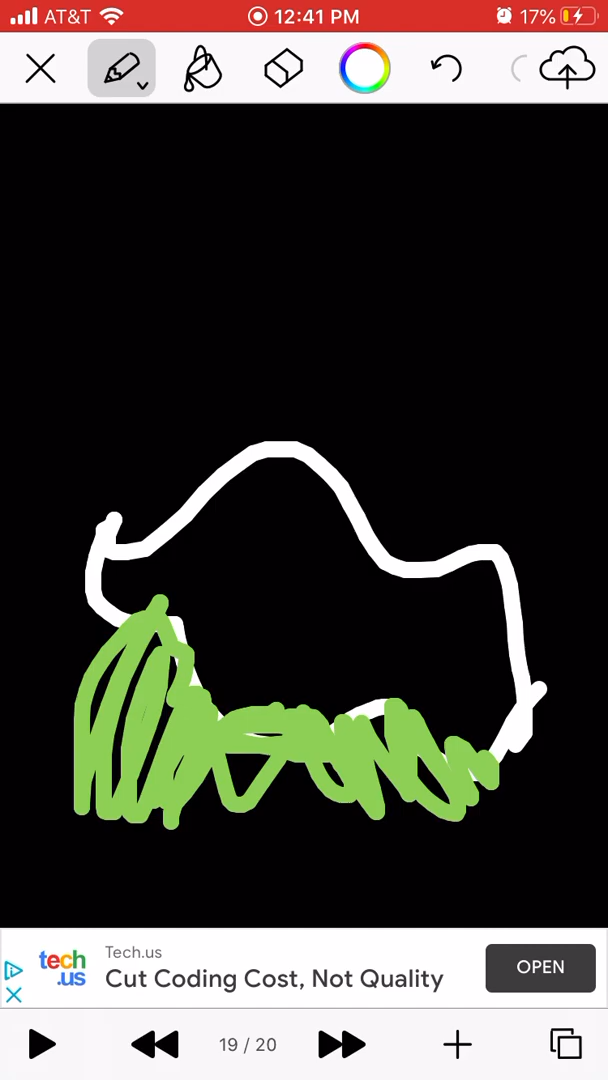 AT&T 12:41 PM 17%
tech
.us
Tech.us
Cut Coding Cost, Not Quality
OPEN
19 / 20